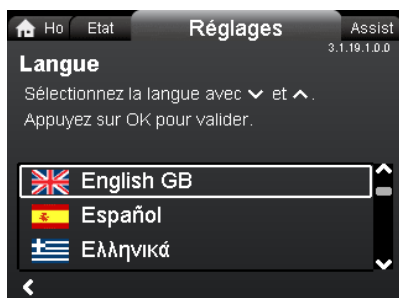 Ho Etat Réglages Assist
3.1.19.1.0.0
Langue
Sélectionnez la langue avec et .
Appuyez sur OK pour valider.
English GB
Español
Ελληνικά